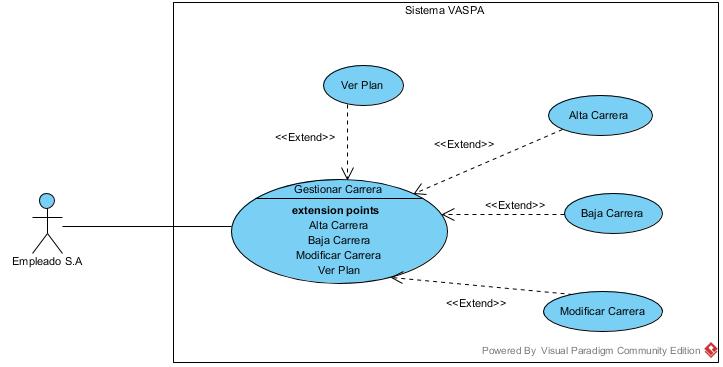 Sistema VASPA
Ver Plan
<<Extend>>
Alta Carrera
<<Extend>>
Gestionar Carrera
extension points
Alta Carrera
Baja Carrera
Modificar Carrera
Ver Plan
<<Extend>>
Baja Carrera
Empleado S.A
<<Extend>>
Modificar Carrera
Powered By Visual Paradigm Community Edition